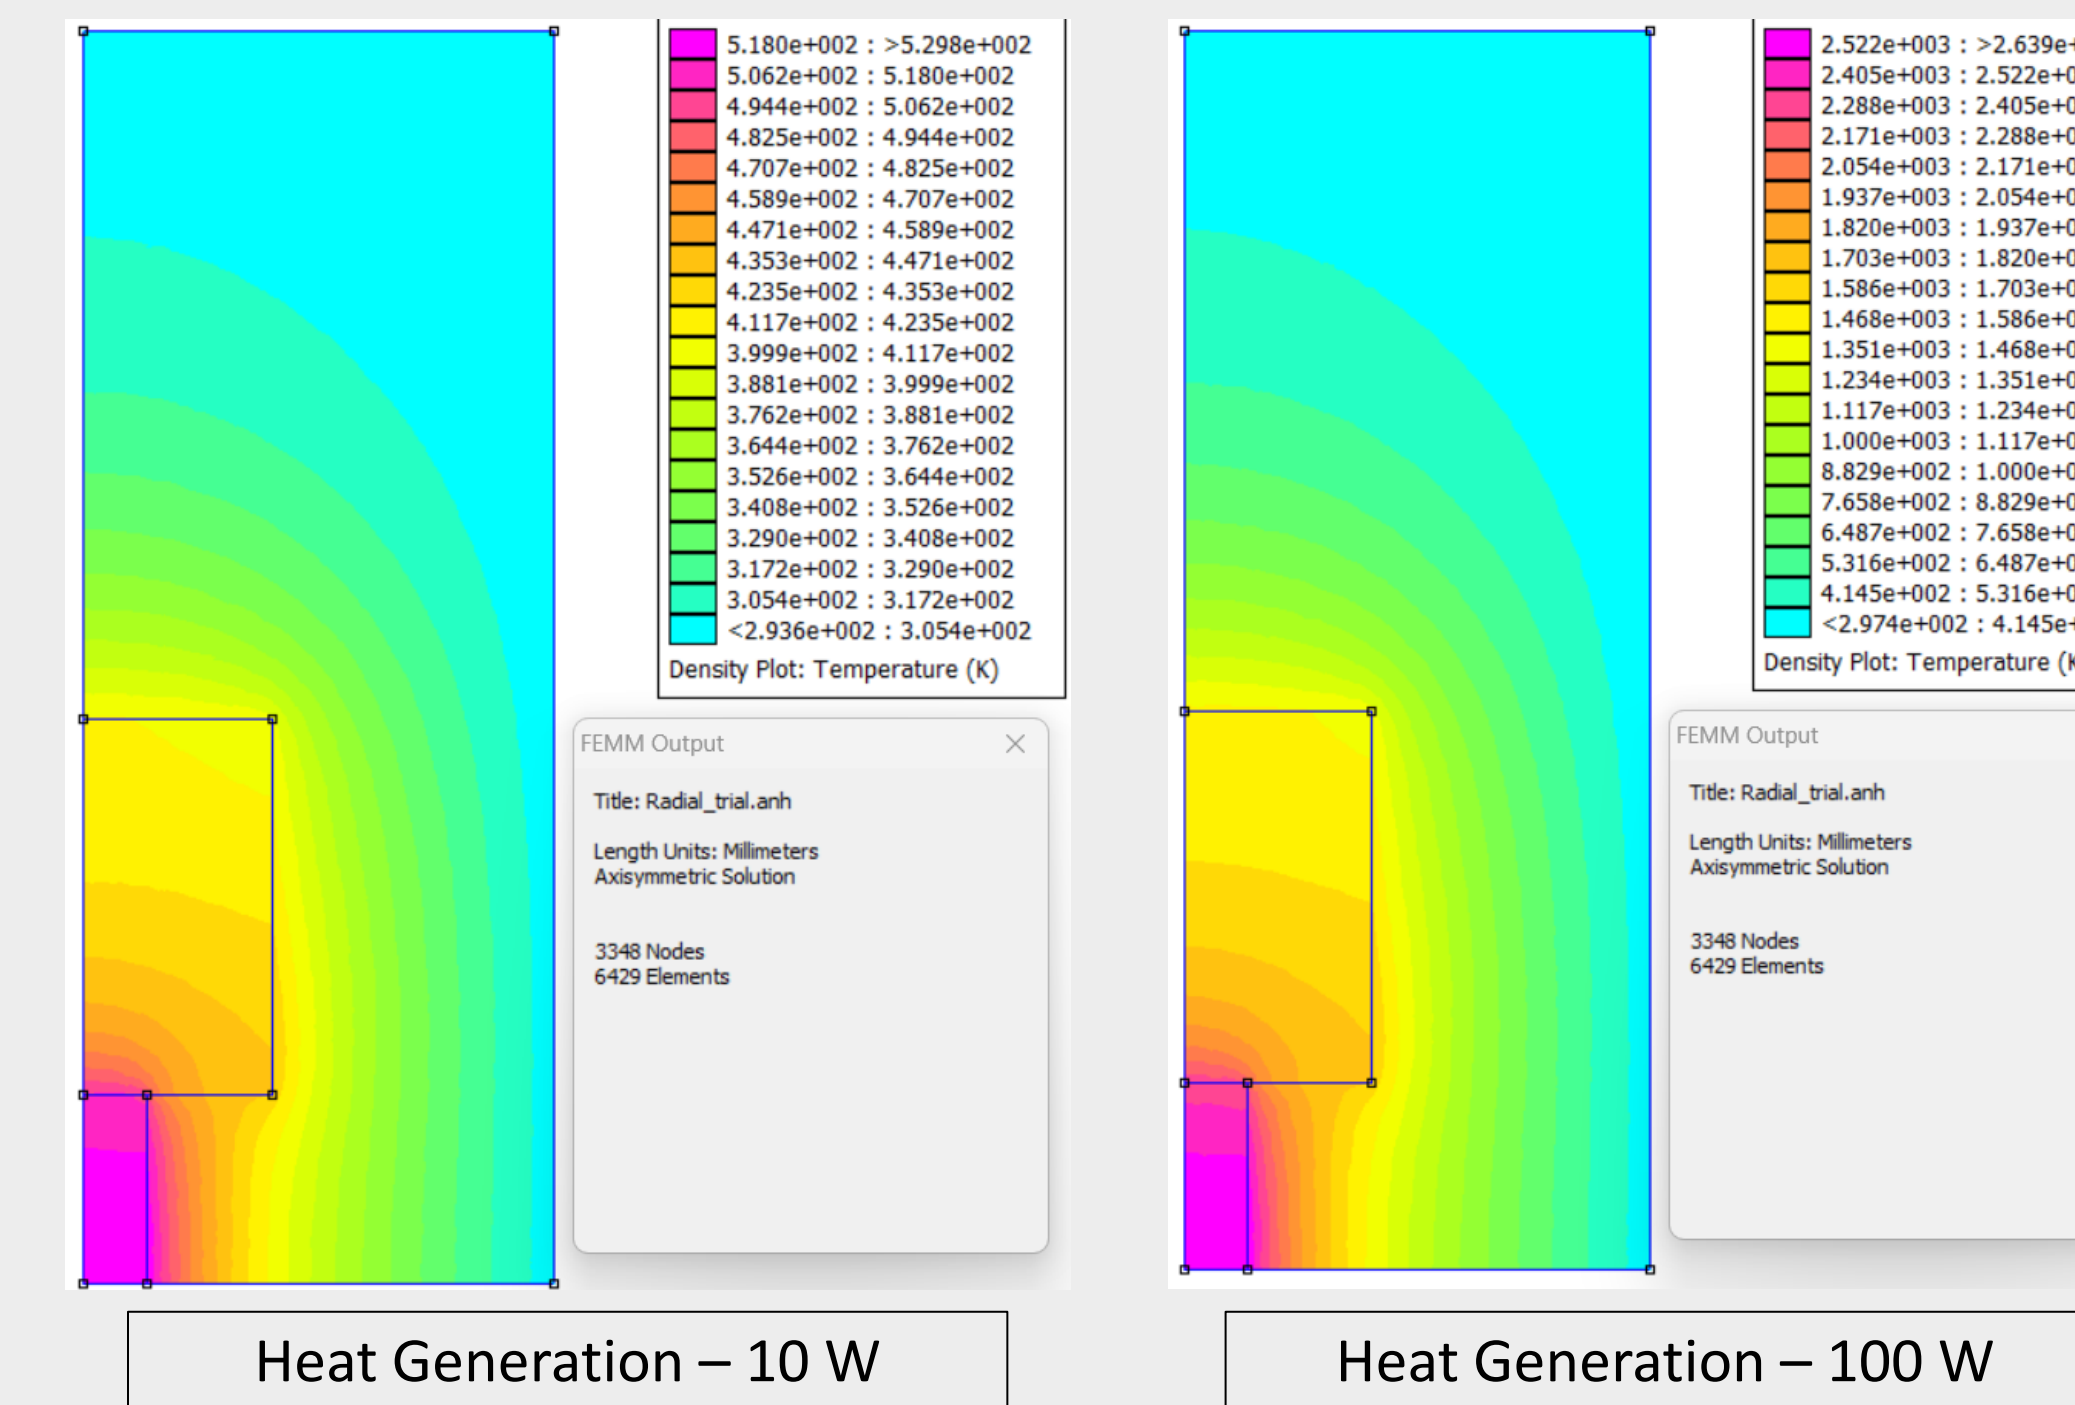 5.180e+002 : >5.298e+002
5.062e+002 : 5.180e+002
4.944e+002 : 5.062e+002
4.825e+002 : 4.944e+002
4.707e+002 : 4.825e+002
4.589e+002 : 4.707e+002
4.471e+002 : 4.589e+002
4.353e+002 : 4.471e+002
4.235e+002 : 4.353e+002
4.117e+002 : 4.235e+002
3.999e+002 : 4.117e+002
3.881e+002 : 3.999e+002
3.762e+002 : 3.881e+002
3.644e+002 : 3.762e+002
3.526e+002 : 3.644e+002
3.408e+002 : 3.526e+002
3.290e+002 : 3.408e+002
3.172e+002 : 3.290e+002
3.054e+002 : 3.172e+002
<2.936e+002 : 3.054e+002
Density Plot: Temperature (K)
FEMM Output
Title: Radial_trial.anh
Length Units: Millimeters
Axisymmetric Solution
3348 Nodes
6429 Elements
Heat Generation – 10 W
2.522e+003 : >2.639e+
2.405e+003 : 2.522e+0
2.288e+003 : 2.405e+0
2.171e+003 : 2.288e+0
2.054e+003 : 2.171e+0
1.937e+003 : 2.054e+0
1.820e+003 : 1.937e+0
1.703e+003 : 1.820e+0
1.586e+003 : 1.703e+0
1.468e+003 : 1.586e+0
1.351e+003 : 1.468e+0
1.234e+003 : 1.351e+0
1.117e+003 : 1.234e+0
1.000e+003 : 1.117e+0
8.829e+002 : 1.000e+0
7.658e+002 : 8.829e+0
6.487e+002 : 7.658e+0
5.316e+002 : 6.487e+0
4.145e+002 : 5.316e+0
<2.974e+002 : 4.145e+
Density Plot: Temperature (K
FEMM Output
Title: Radial_trial.anh
Length Units: Millimeters
Axisymmetric Solution
3348 Nodes
6429 Elements
Heat Generation – 100 W